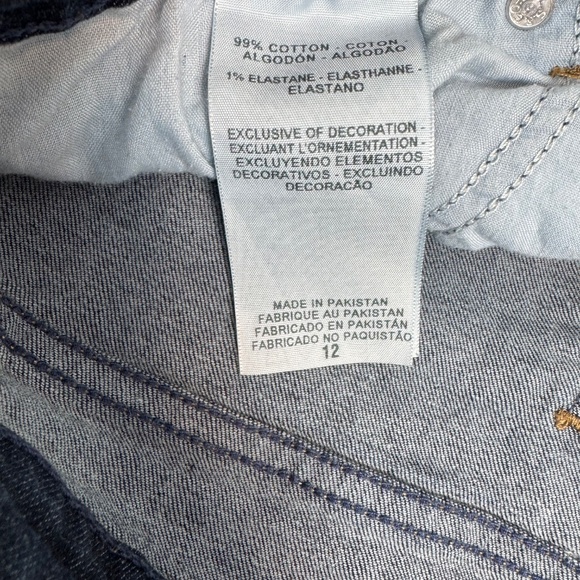 99% COTTON - COTON -
ALGODÓN - ALGODÃO
1% ELASTANE - ELASTHANNE -
ELASTANO
EXCLUSIVE OF DECORATION -
EXCLUANT L'ORNEMENTATION -
EXCLUYENDO ELEMENTOS
DECORATIVOS - EXCLUINDO
DECORACÃO
MADE IN PAKISTAN
FABRIQUE AU PAKISTAN
FABRICADO EN PAKISTÁN
FABRICADO NO PAQUISTÃO
12